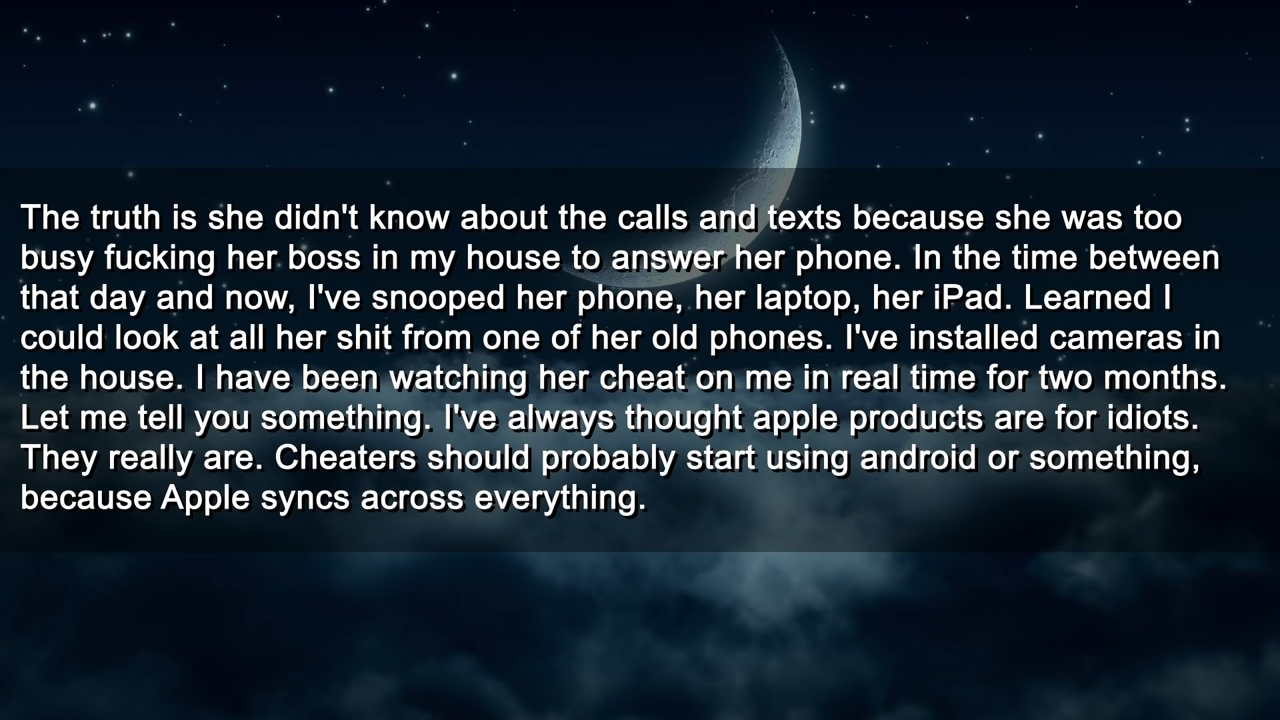 The truth is she didn't know about the calls and texts because she was too
busy fucking her boss in my house to answer her phone. In the time between
that day and now, I've snooped her phone, her laptop, her iPad. Learned I
could look at all her shit from one of her old phones. I've installed cameras in
the house. I have been watching her cheat on me in real time for two months.
Let me tell you something. I've always thought apple products are for idiots.
They really are. Cheaters should probably start using android or something,
because Apple syncs across everything.